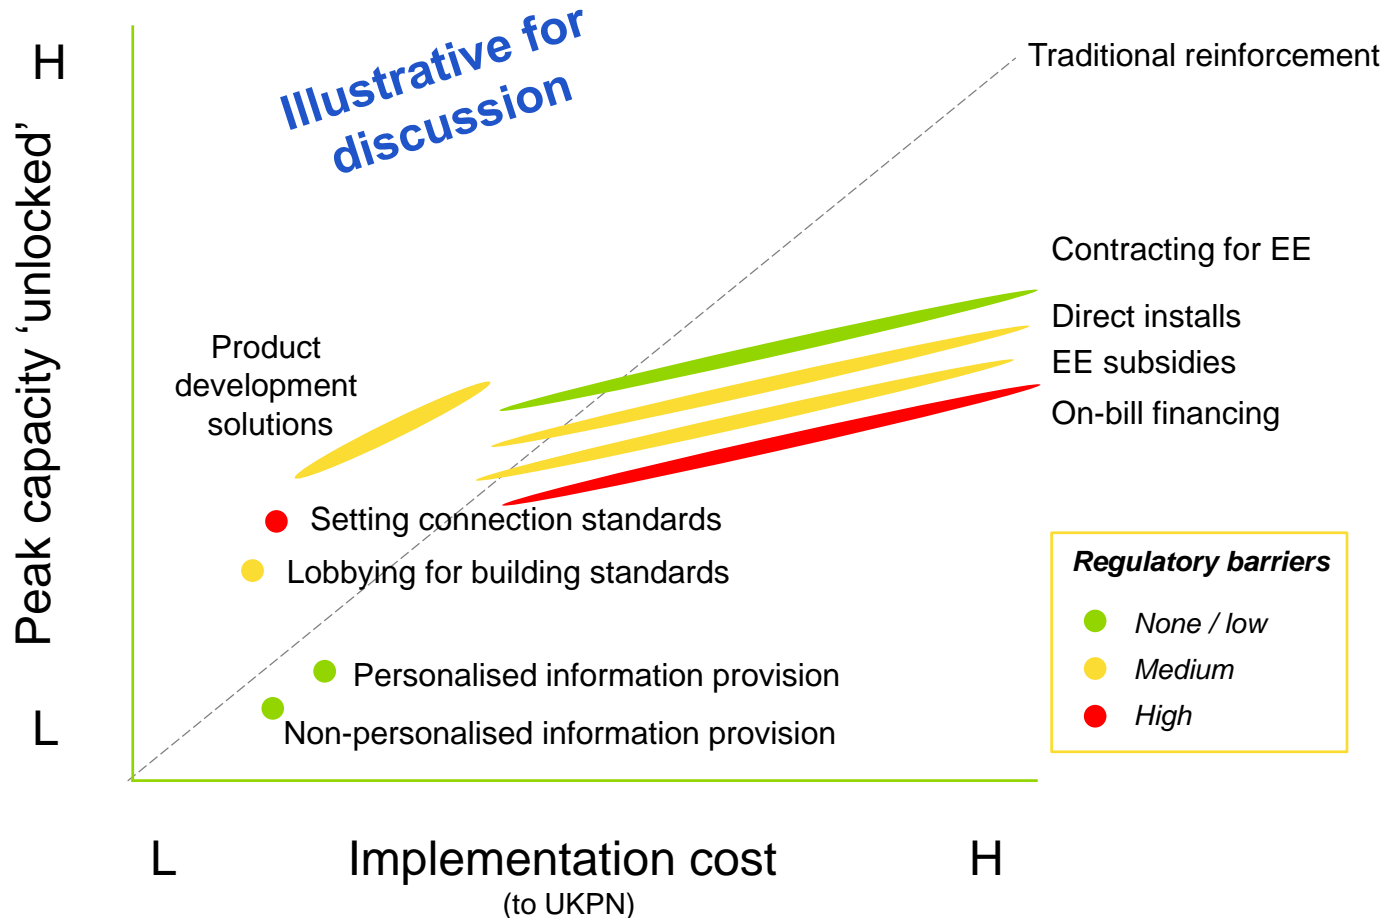 Illustrative for
discussion
H
Peak capacity ‘unlocked’
L
Traditional reinforcement
Contracting for EE
Direct installs
EE subsidies
On-bill financing
Product
development
solutions
Setting connection standards
Lobbying for building standards
Personalised information provision
Non-personalised information provision
Regulatory barriers
None / low
Medium
High
L
Implementation cost
(to UKPN)
H